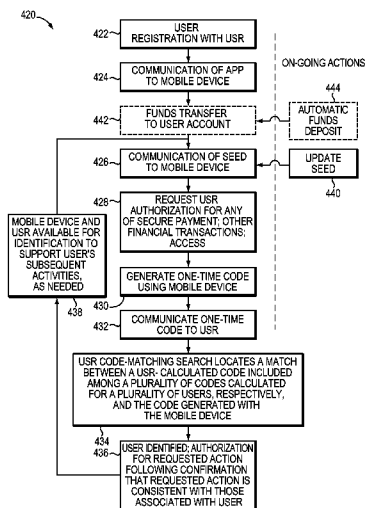 420
422
USER
REGISTRATION WITH USR
ON-GOING ACTIONS
424
COMMUNICATION OF APP
TO MOBILE DEVICE
444
442
FUNDS TRANSFER
TO USER ACCOUNT
AUTOMATIC
FUNDS
DEPOSIT
426
COMMUNICATION OF SEED
TO MOBILE DEVICE
UPDATE
SEED
440
428
REQUEST USR
AUTHORIZATION FOR ANY
OF SECURE PAYMENT; OTHER
FINANCIAL TRANSACTIONS;
ACCESS
MOBILE DEVICE AND
USR AVAILABLE FOR
IDENTIFICATION TO
SUPPORT USER'S
SUBSEQUENT
ACTIVITIES,
AS NEEDED
438
GENERATE ONE-TIME CODE
USING MOBILE DEVICE
430
432
COMMUNICATE ONE-TIME
CODE TO USR
USR CODE-MATCHING SEARCH LOCATES A MATCH
BETWEEN A USR- CALCULATED CODE INCLUDED
AMONG A PLURALITY OF CODES CALCULATED
FOR A PLURALITY OF USERS, RESPECTIVELY,
AND THE CODE GENERATED WITH
THE MOBILE DEVICE
434
436
USER IDENTIFIED; AUTHORIZATION
FOR REQUESTED ACTION
FOLLOWING CONFIRMATION
THAT REQUESTED ACTION IS
CONSISTENT WITH THOSE
ASSOCIATED WITH USER